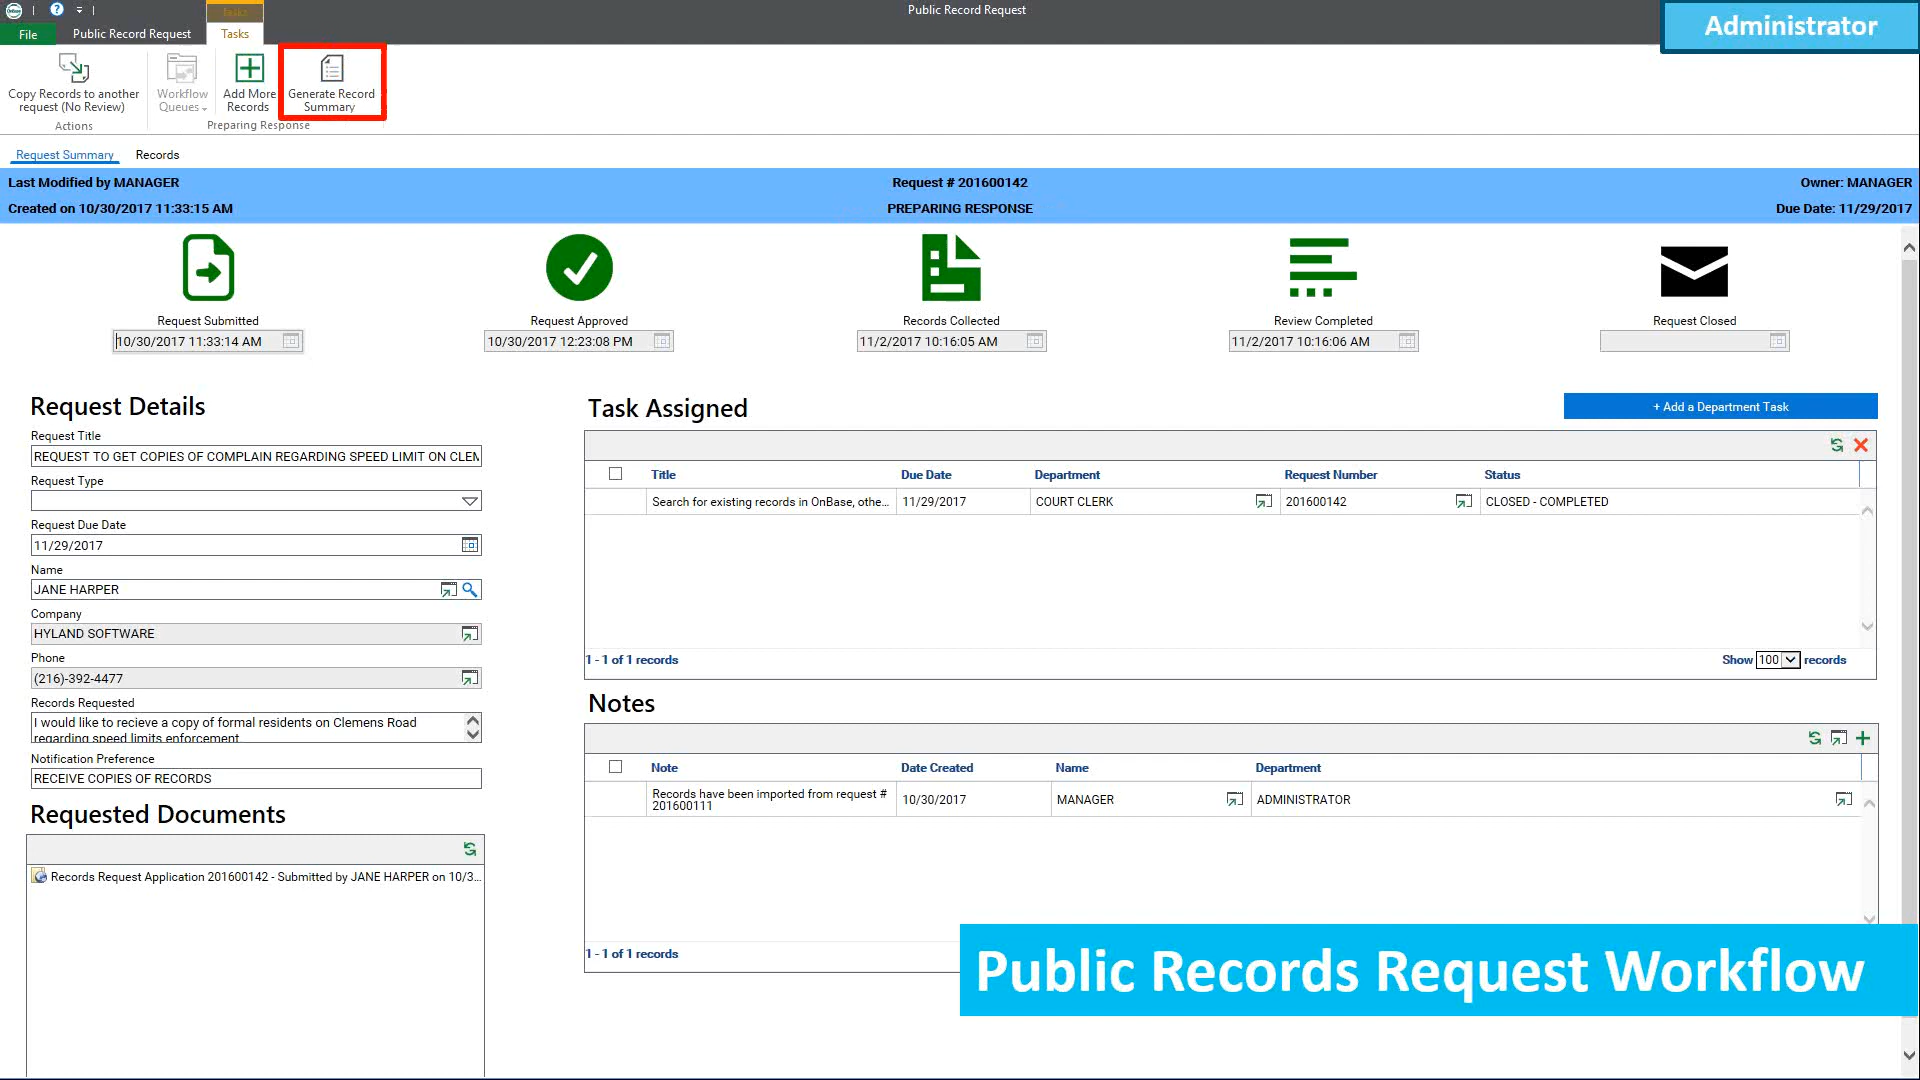 Public Record Request
Administrator
Tasks
File
Public Record Request
Tasks
Copy Records to another
request (No Review)
Actions
Workflow
Queues
Add More
Records
Generate Record
Summary
Preparing Response
Request Summary
Records
Last Modified by MANAGER
Request # 201600142
Owner: MANAGER
Created on 10/30/2017 11:33:15 AM
PREPARING RESPONSE
Due Date: 11/29/2017
Request Submitted
10/30/2017 11:33:14 AM
Request Approved
10/30/2017 12:23:08 PM
Records Collected
11/2/2017 10:16:05 AM
Review Completed
11/2/2017 10:16:06 AM
Request Closed
Request Details
Request Title
REQUEST TO GET COPIES OF COMPLAIN REGARDING SPEED LIMIT ON CLEM
Request Type
Request Due Date
11/29/2017
Name
JANE HARPER
Company
HYLAND SOFTWARE
Phone
(216)-392-4477
Records Requested
I would like to recieve a copy of formal residents on Clemens Road
regarding speed limits enforcement
Notification Preference
RECEIVE COPIES OF RECORDS
Requested Documents
Records Request Application 201600142 - Submitted by JANE HARPER on 10/3...
Task Assigned
+ Add a Department Task
Title Due Date Department Request Number Status
Search for existing records in OnBase, othe... 11/29/2017 COURT CLERK 201600142 CLOSED - COMPLETED
1 - 1 of 1 records
Show 100 records
Notes
Note Date Created Name Department
Records have been imported from request #
201600111
10/30/2017 MANAGER ADMINISTRATOR
1 - 1 of 1 records
Public Records Request Workflow